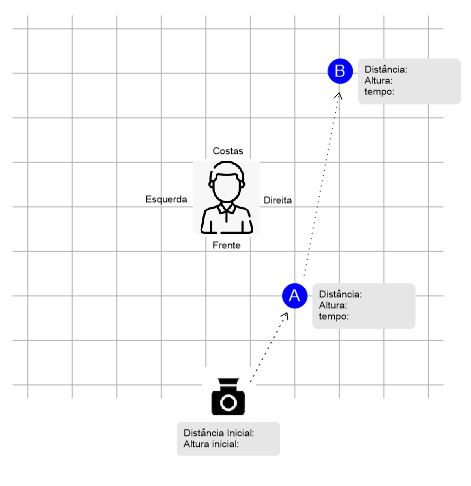 B
Distância:
Altura:
tempo:
Costas
Esquerda
Direita
Frente
A
Distância:
Altura:
tempo:
Distância Inicial:
Altura inicial: